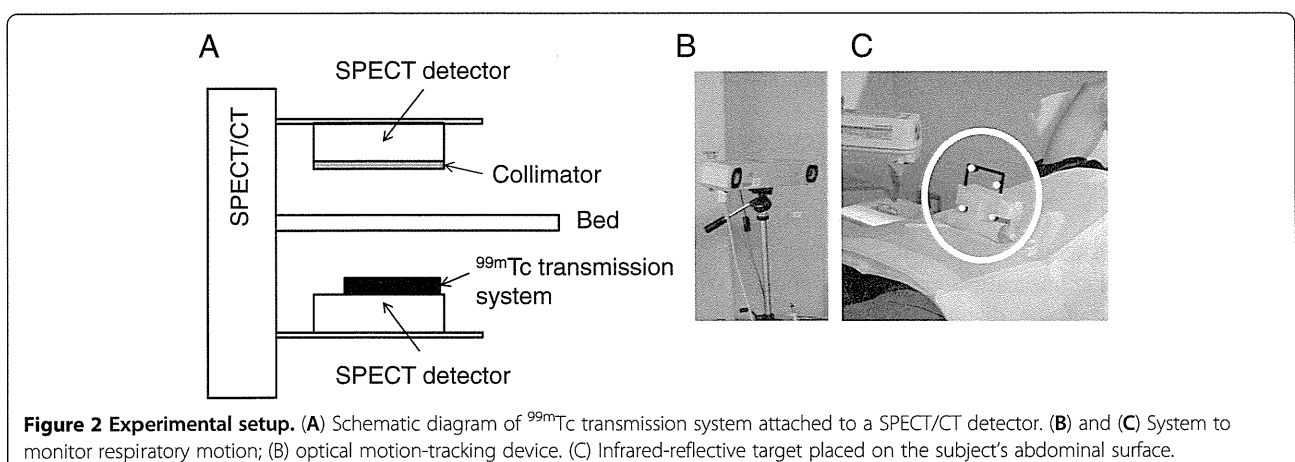 A
B
C
SPECT detector
SPECT/CT
Collimator
Bed
99mTc transmission
system
SPECT detector
Figure 2 Experimental setup. (A) Schematic diagram of 99mTc transmission system attached to a SPECT/CT detector. (B) and (C) System to
monitor respiratory motion; (B) optical motion-tracking device. (C) Infrared-reflective target placed on the subject's abdominal surface.